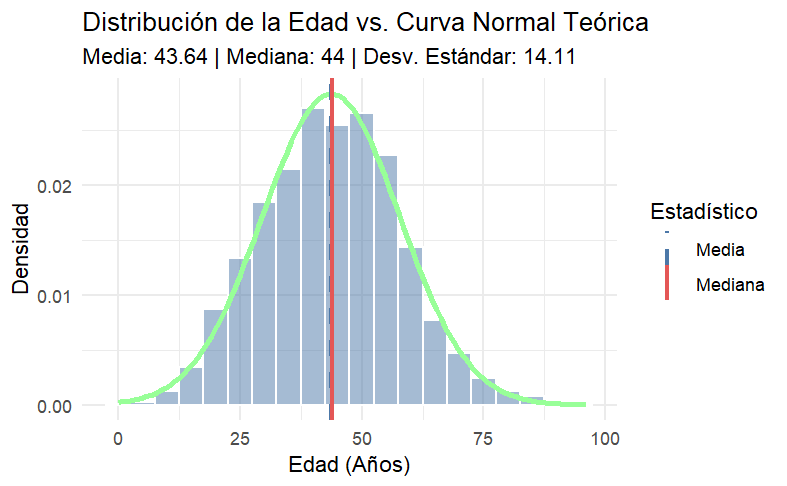 Distribución de la Edad vs. Curva Normal Teórica
Media: 43.64 | Mediana: 44 | Desv. Estándar: 14.11
Densidad
0.02
0.01
0.00
0 25 50 75 100
Edad (Años)
Estadístico
Media
Mediana